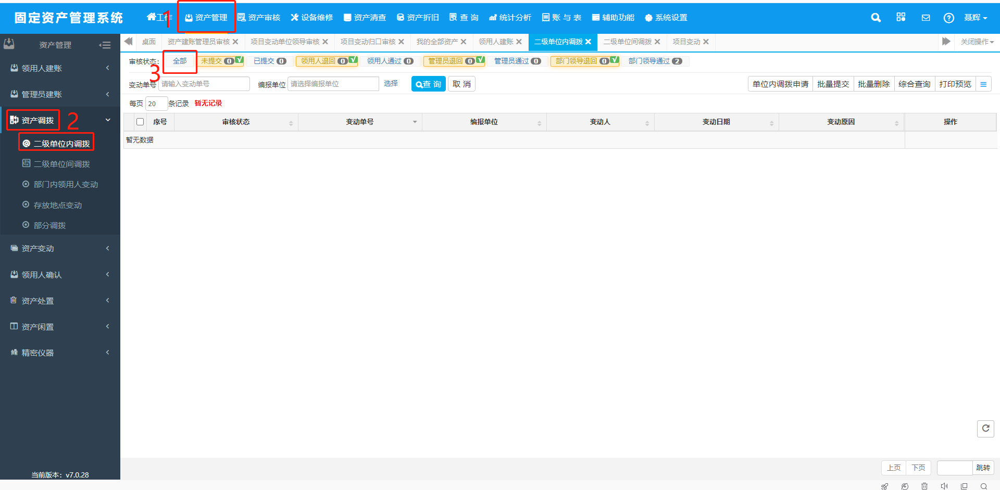 固定资产管理系统 工作 1 资产管理 资产审核 设备维修 资产清查 资产折旧 查 询 统计分析 账 与 表 辅助功能 系统设置 聂辉
资产管理 桌面 资产建账管理员审核 项目变动单位领导审核 项目变动归口审核 我的全部资产 领用人建账 二级单位内调拨 二级单位间调拨 项目变动 关闭操作
审核状态: 3 全部 未提交 0 √ 已提交 0 领用人退回 0 √ 领用人通过 0 管理员退回 0 √ 管理员通过 0 部门领导退回 0 √ 部门领导通过 2
变动单号 请输入变动单号 编报单位 请选择编报单位 选择 查 询 取 消 单位内调拨申请 批量提交 批量删除 综合查询 打印预览
每页 20 条记录 暂无记录
序号 审核状态 变动单号 编报单位 变动人 变动日期 变动原因 操作
暂无数据
领用人建账
管理员建账
资产调拨 2
二级单位内调拨
二级单位间调拨
部门内领用人变动
存放地点变动
部分调拨
资产变动
领用人确认
资产处置
资产闲置
精密仪器
上页 下页 跳转
当前版本：v7.0.28